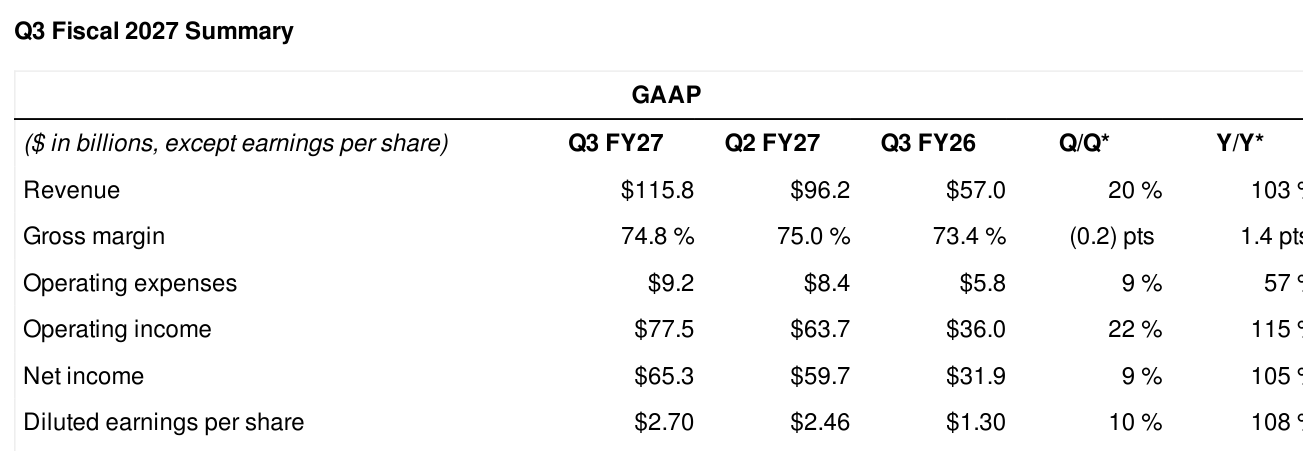 Q3 Fiscal 2027 Summary
GAAP
($ in billions, except earnings per share) Q3 FY27 Q2 FY27 Q3 FY26 Q/Q* Y/Y*
Revenue $115.8 $96.2 $57.0 20 % 103 %
Gross margin 74.8 % 75.0 % 73.4 % (0.2) pts 1.4 pts
Operating expenses $9.2 $8.4 $5.8 9 % 57 %
Operating income $77.5 $63.7 $36.0 22 % 115 %
Net income $65.3 $59.7 $31.9 9 % 105 %
Diluted earnings per share $2.70 $2.46 $1.30 10 % 108 %